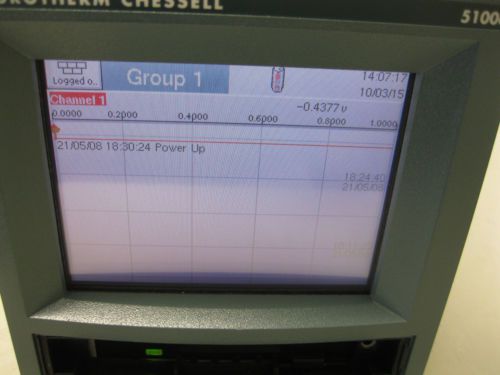 CHESSELL
5100
Logged o..
Group 1
14:07:17
10/03/15
Channel 1
-0.4377 υ
0.0000 0.2000 0.4000 0.6000 0.8000 1.0000
21/05/08 18:30:24 Power Up
18:24:40
21/05/08